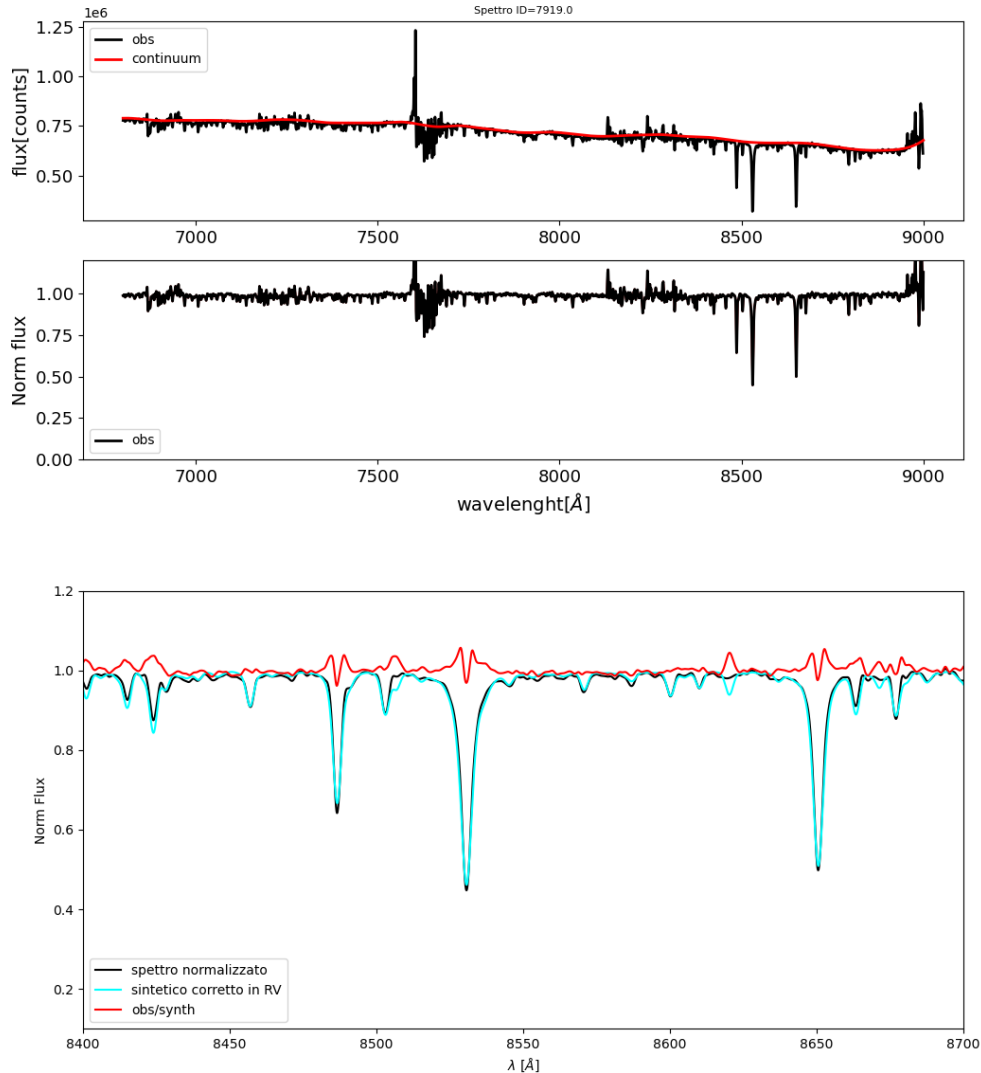 Spettro ID=7919.0
1e6
flux[counts]
1.25
1.00
0.75
0.50
obs
continuum
7000
7500
8000
8500
9000
Norm flux
1.00
0.75
0.50
0.25
0.00
obs
7000
7500
8000
8500
9000
wavelenght[Å]
Norm Flux
1.2
1.0
0.8
0.6
0.4
0.2
spettro normalizzato
sintetico corretto in RV
obs/synth
8400
8450
8500
8550
8600
8650
8700
λ [Å]